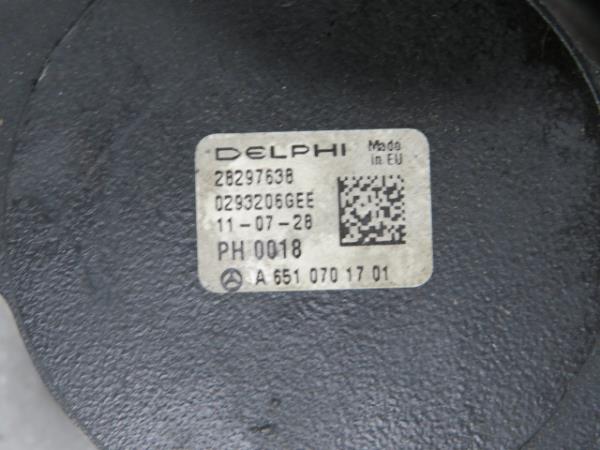 DELPHI Made in EU
28297638
0293206GEE
11-07-28
PH 0018
A 651 070 17 01